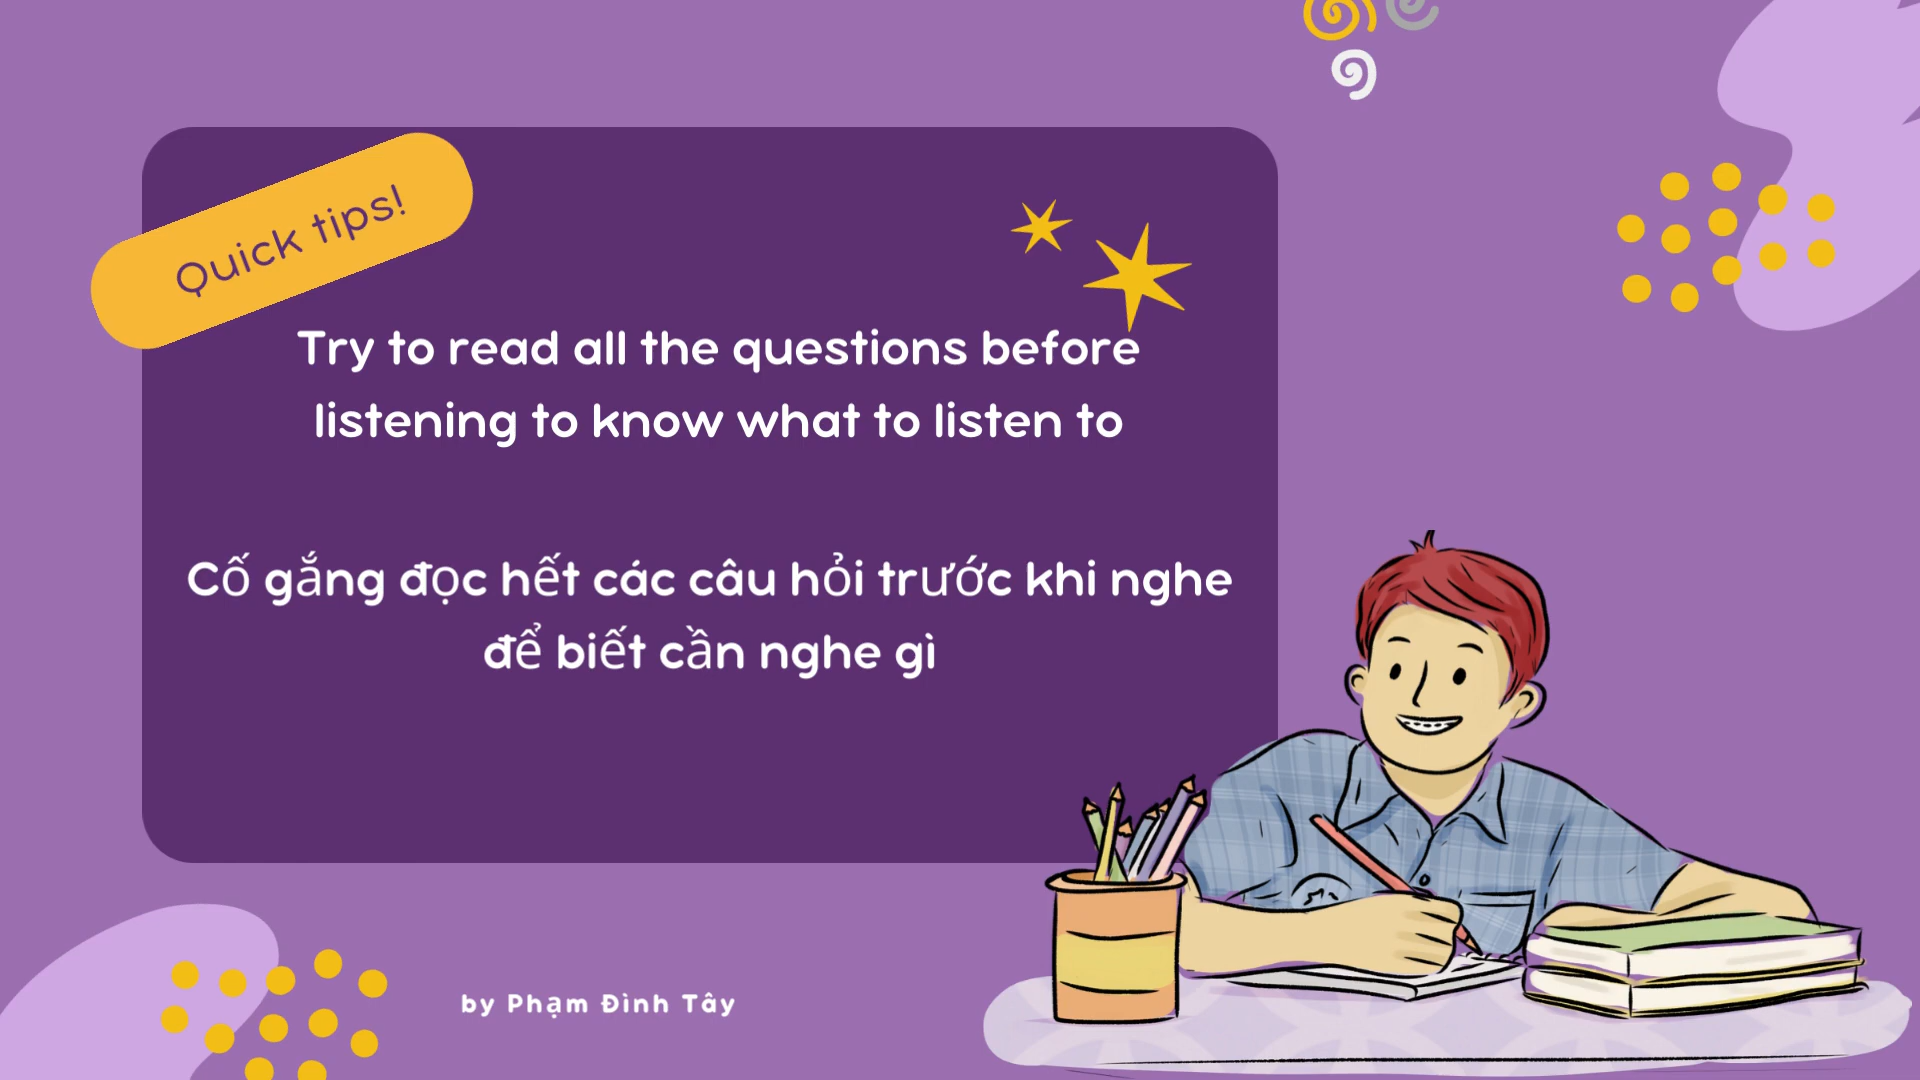 Quick tips!
Try to read all the questions before
listening to know what to listen to
Cố gắng đọc hết các câu hỏi trước khi nghe
để biết cần nghe gì
by Phạm Đình Tây